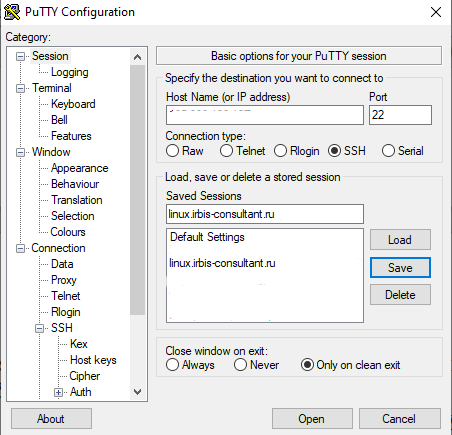 PuTTY Configuration
Category:
Session
Logging
Terminal
Keyboard
Bell
Features
Window
Appearance
Behaviour
Translation
Selection
Colours
Connection
Data
Proxy
Telnet
Rlogin
SSH
Kex
Host keys
Cipher
Auth
Basic options for your PuTTY session
Specify the destination you want to connect to
Host Name (or IP address) Port
22
Connection type:
Raw Telnet Rlogin SSH Serial
Load, save or delete a stored session
Saved Sessions
linux.irbis-consultant.ru
Default Settings
linux.irbis-consultant.ru
Load
Save
Delete
Close window on exit:
Always Never Only on clean exit
About Open Cancel